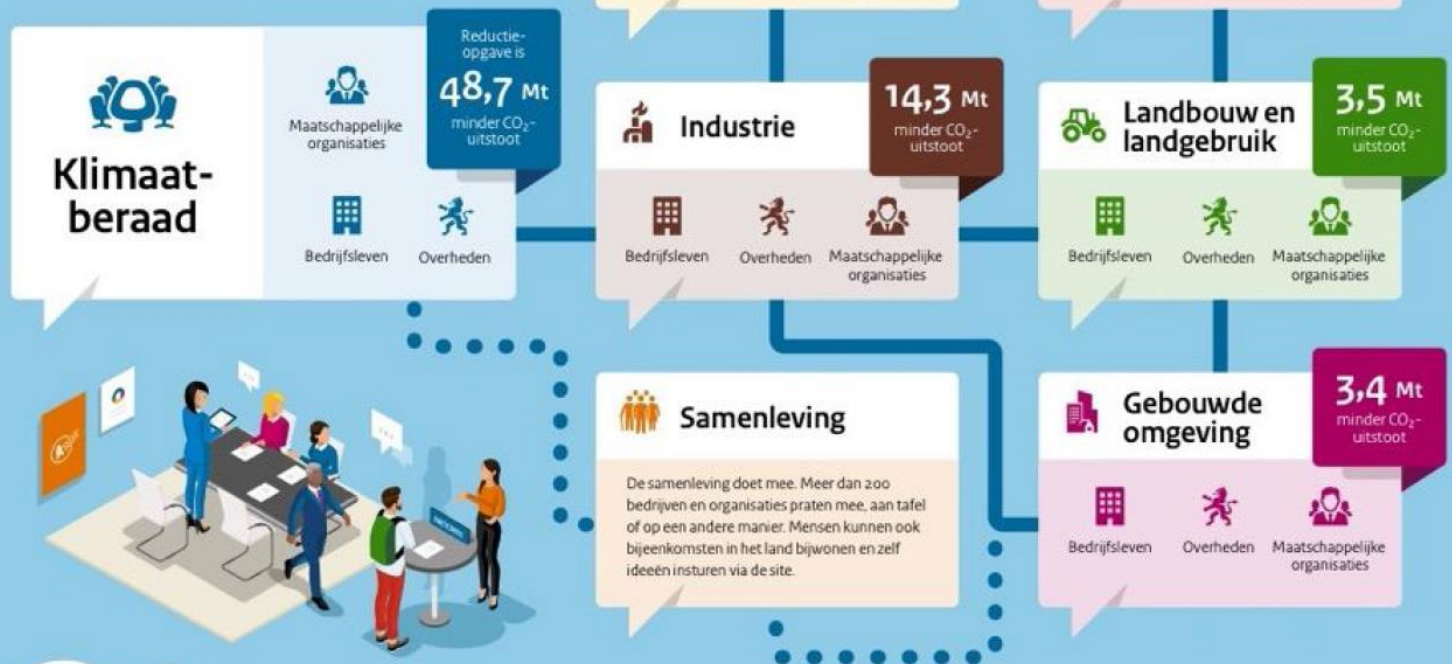 Klimaat-
beraad
Maatschappelijke
organisaties
Bedrijfsleven
Overheden
Reductie-
opgave is
48,7 Mt
minder CO₂-
uitstoot
Industrie
14,3 Mt
minder CO₂-
uitstoot
Bedrijfsleven
Overheden
Maatschappelijke
organisaties
Landbouw en
landgebruik
3,5 Mt
minder CO₂-
uitstoot
Bedrijfsleven
Overheden
Maatschappelijke
organisaties
Samenleving
De samenleving doet mee. Meer dan 200
bedrijven en organisaties praten mee, aan tafel
of op een andere manier. Mensen kunnen ook
bijeenkomsten in het land bijwonen en zelf
ideeën insturen via de site.
Gebouwde
omgeving
3,4 Mt
minder CO₂-
uitstoot
Bedrijfsleven
Overheden
Maatschappelijke
organisaties